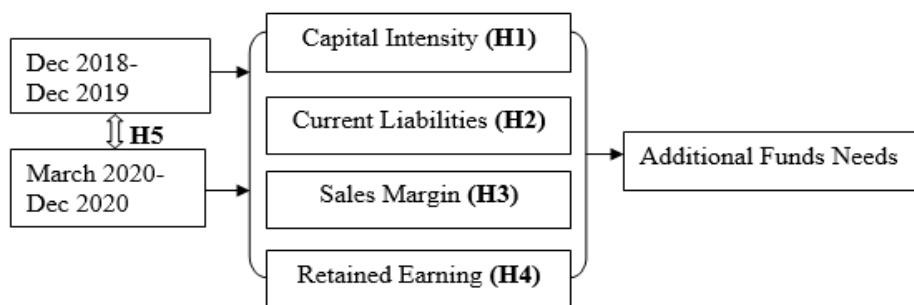 Dec 2018-
Dec 2019
H5
March 2020-
Dec 2020
Capital Intensity (H1)
Current Liabilities (H2)
Sales Margin (H3)
Retained Earning (H4)
Additional Funds Needs